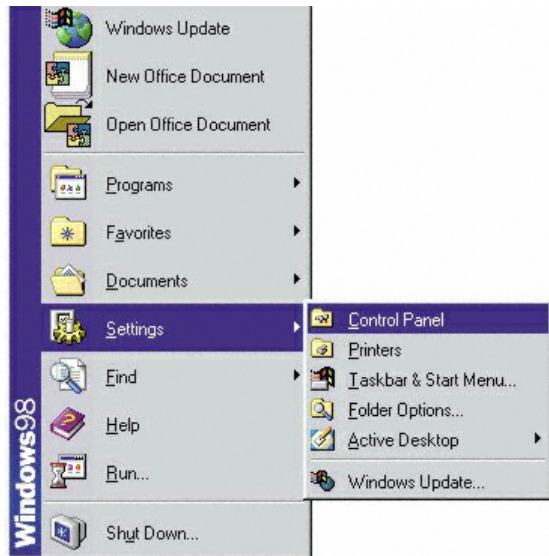 Windows Update
New Office Document
Open Office Document
Programs
Favorites
Documents
Settings
Find
Help
Run...
Shut Down...
Control Panel
Printers
Taskbar & Start Menu...
Folder Options...
Active Desktop
Windows Update...
Windows98